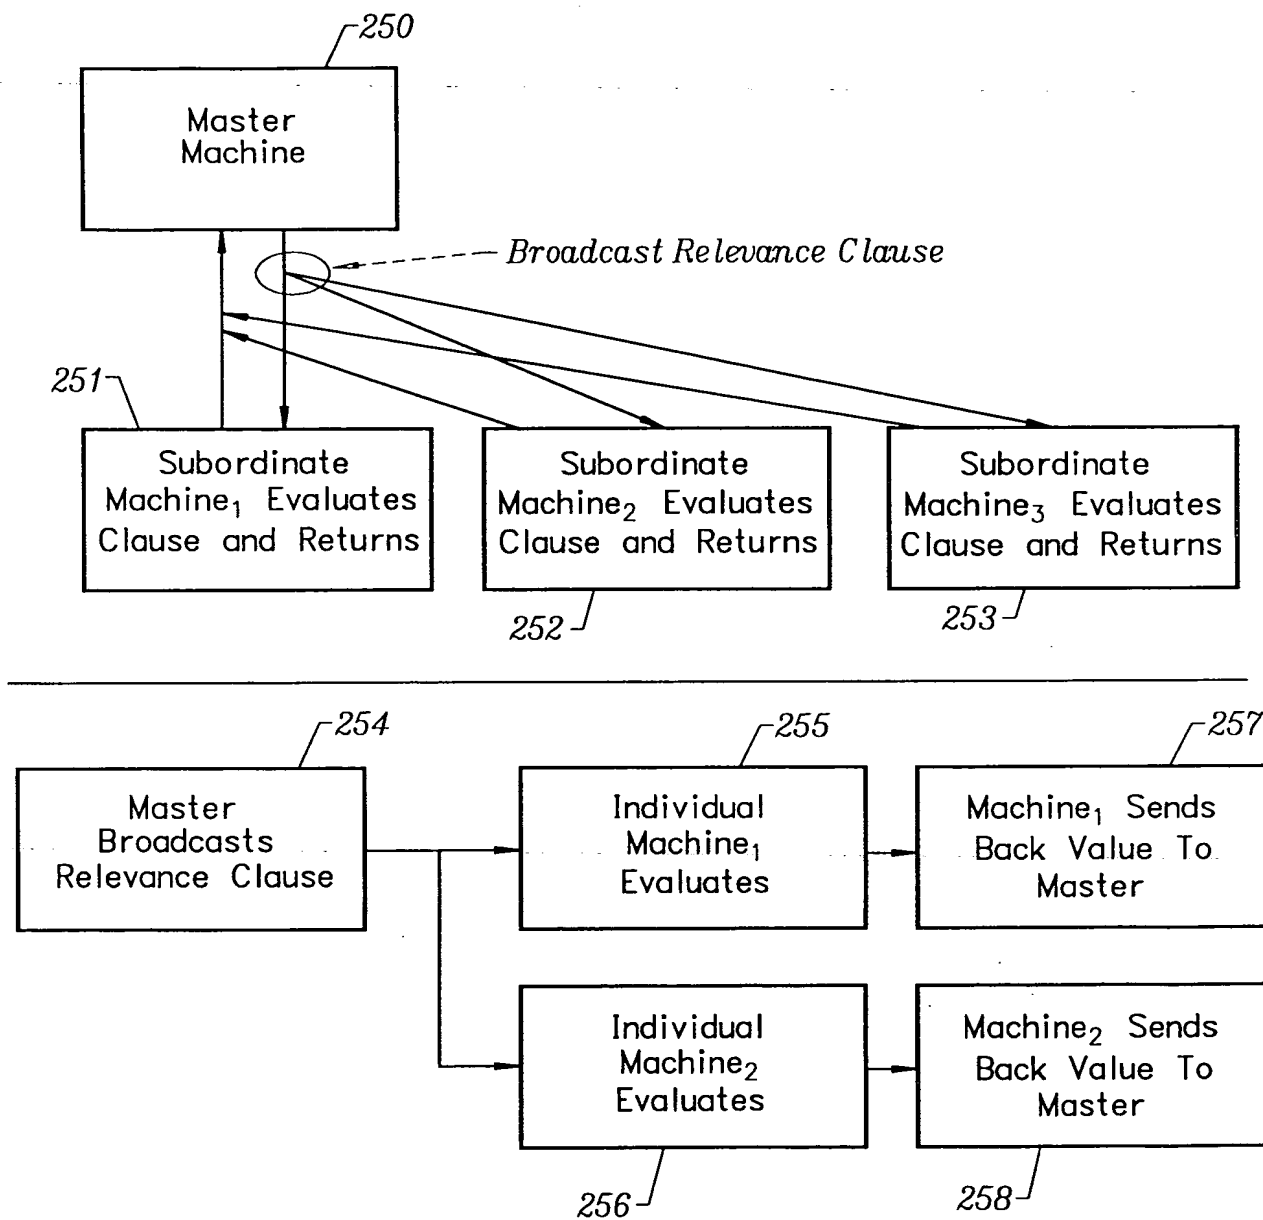 250
Master
Machine
Broadcast Relevance Clause
251
Subordinate
Machine₁ Evaluates
Clause and Returns
Subordinate
Machine₂ Evaluates
Clause and Returns
Subordinate
Machine₃ Evaluates
Clause and Returns
252
253
254
255
257
Master
Broadcasts
Relevance Clause
Individual
Machine₁
Evaluates
Machine₁ Sends
Back Value To
Master
Individual
Machine₂
Evaluates
Machine₂ Sends
Back Value To
Master
256
258